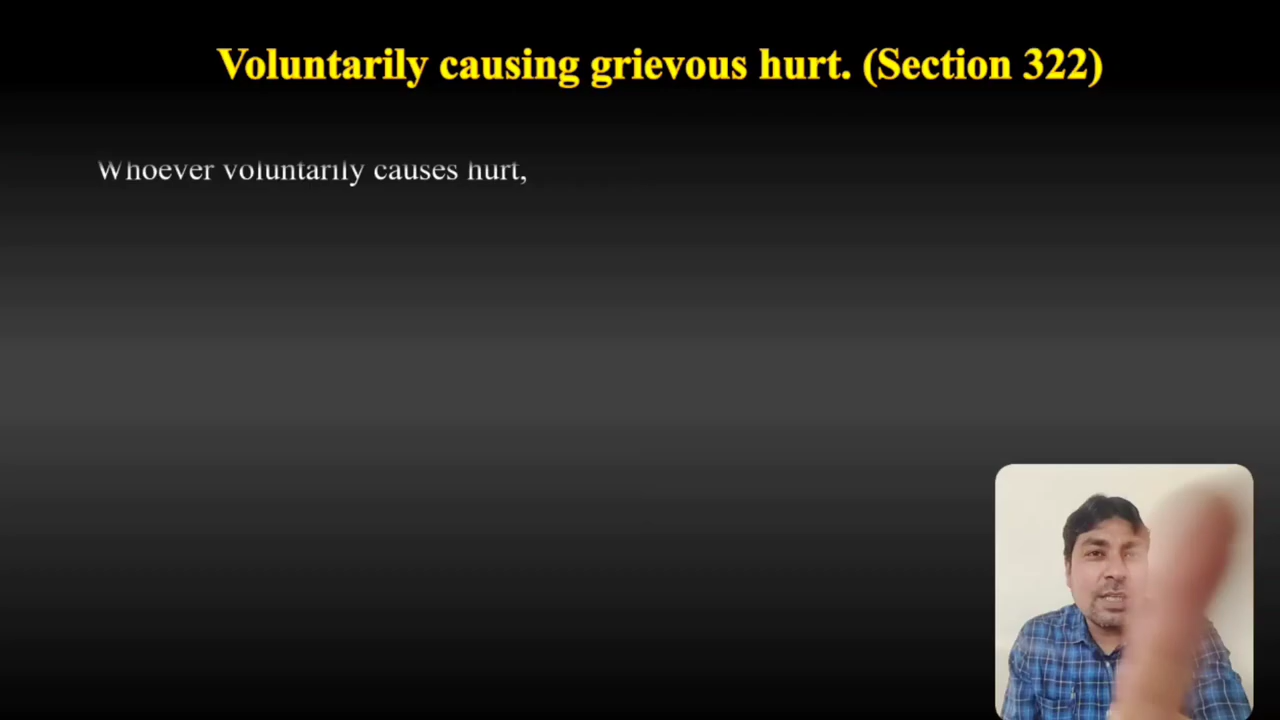 Voluntarily causing grievous hurt. (Section 322)
Whoever voluntarily causes hurt,